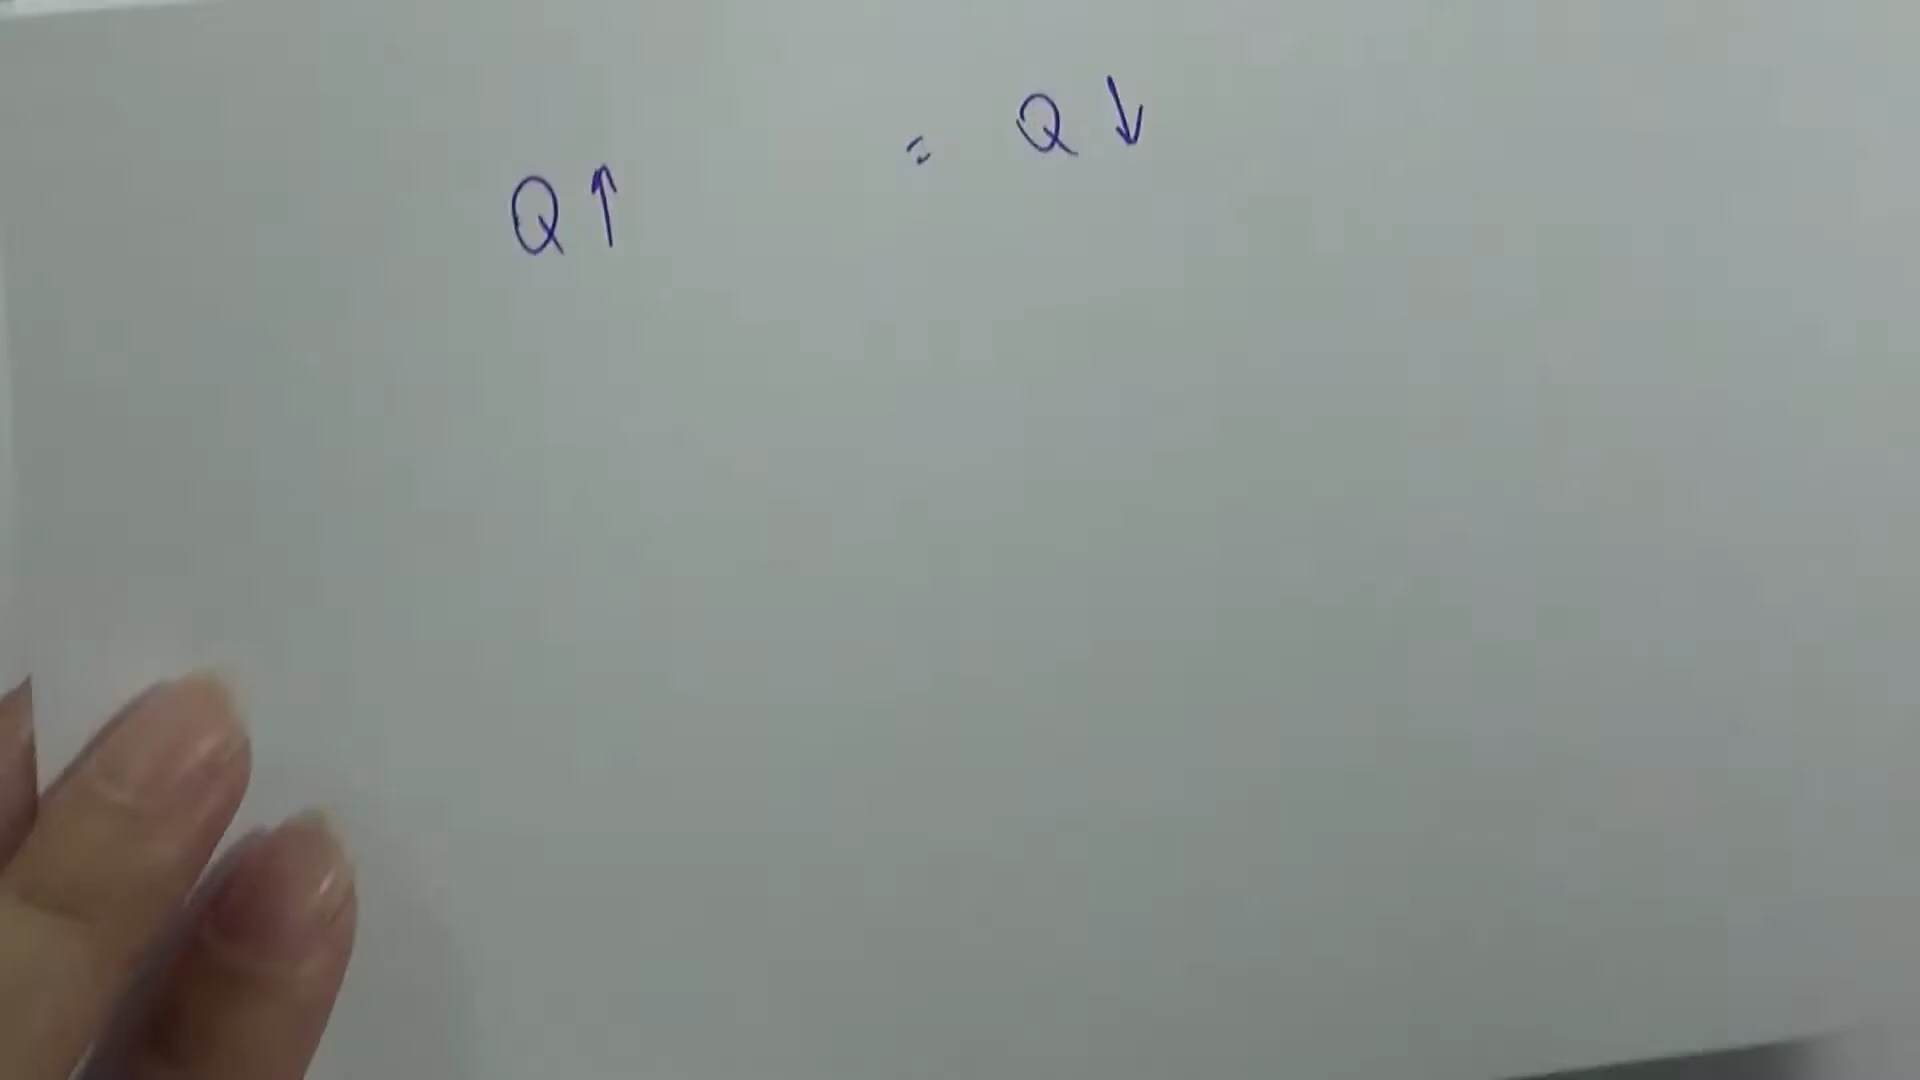 Q↑ = Q↓